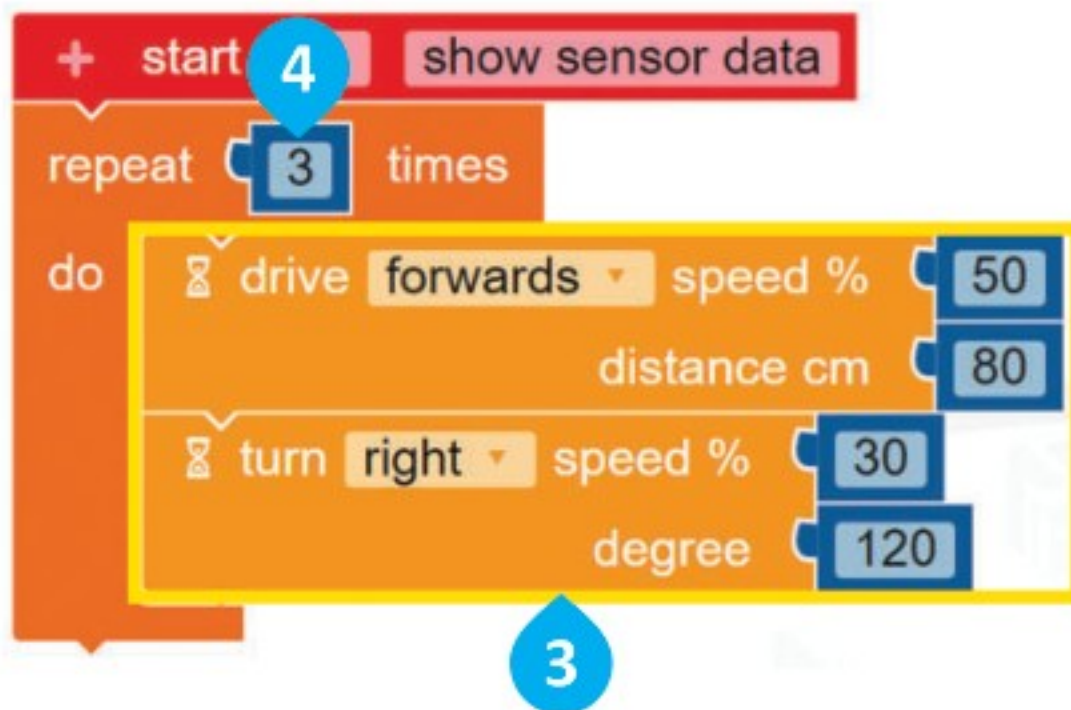 + start show sensor data
4
repeat 3 times
do drive forwards speed % 50
distance cm 80
turn right speed % 30
degree 120
3